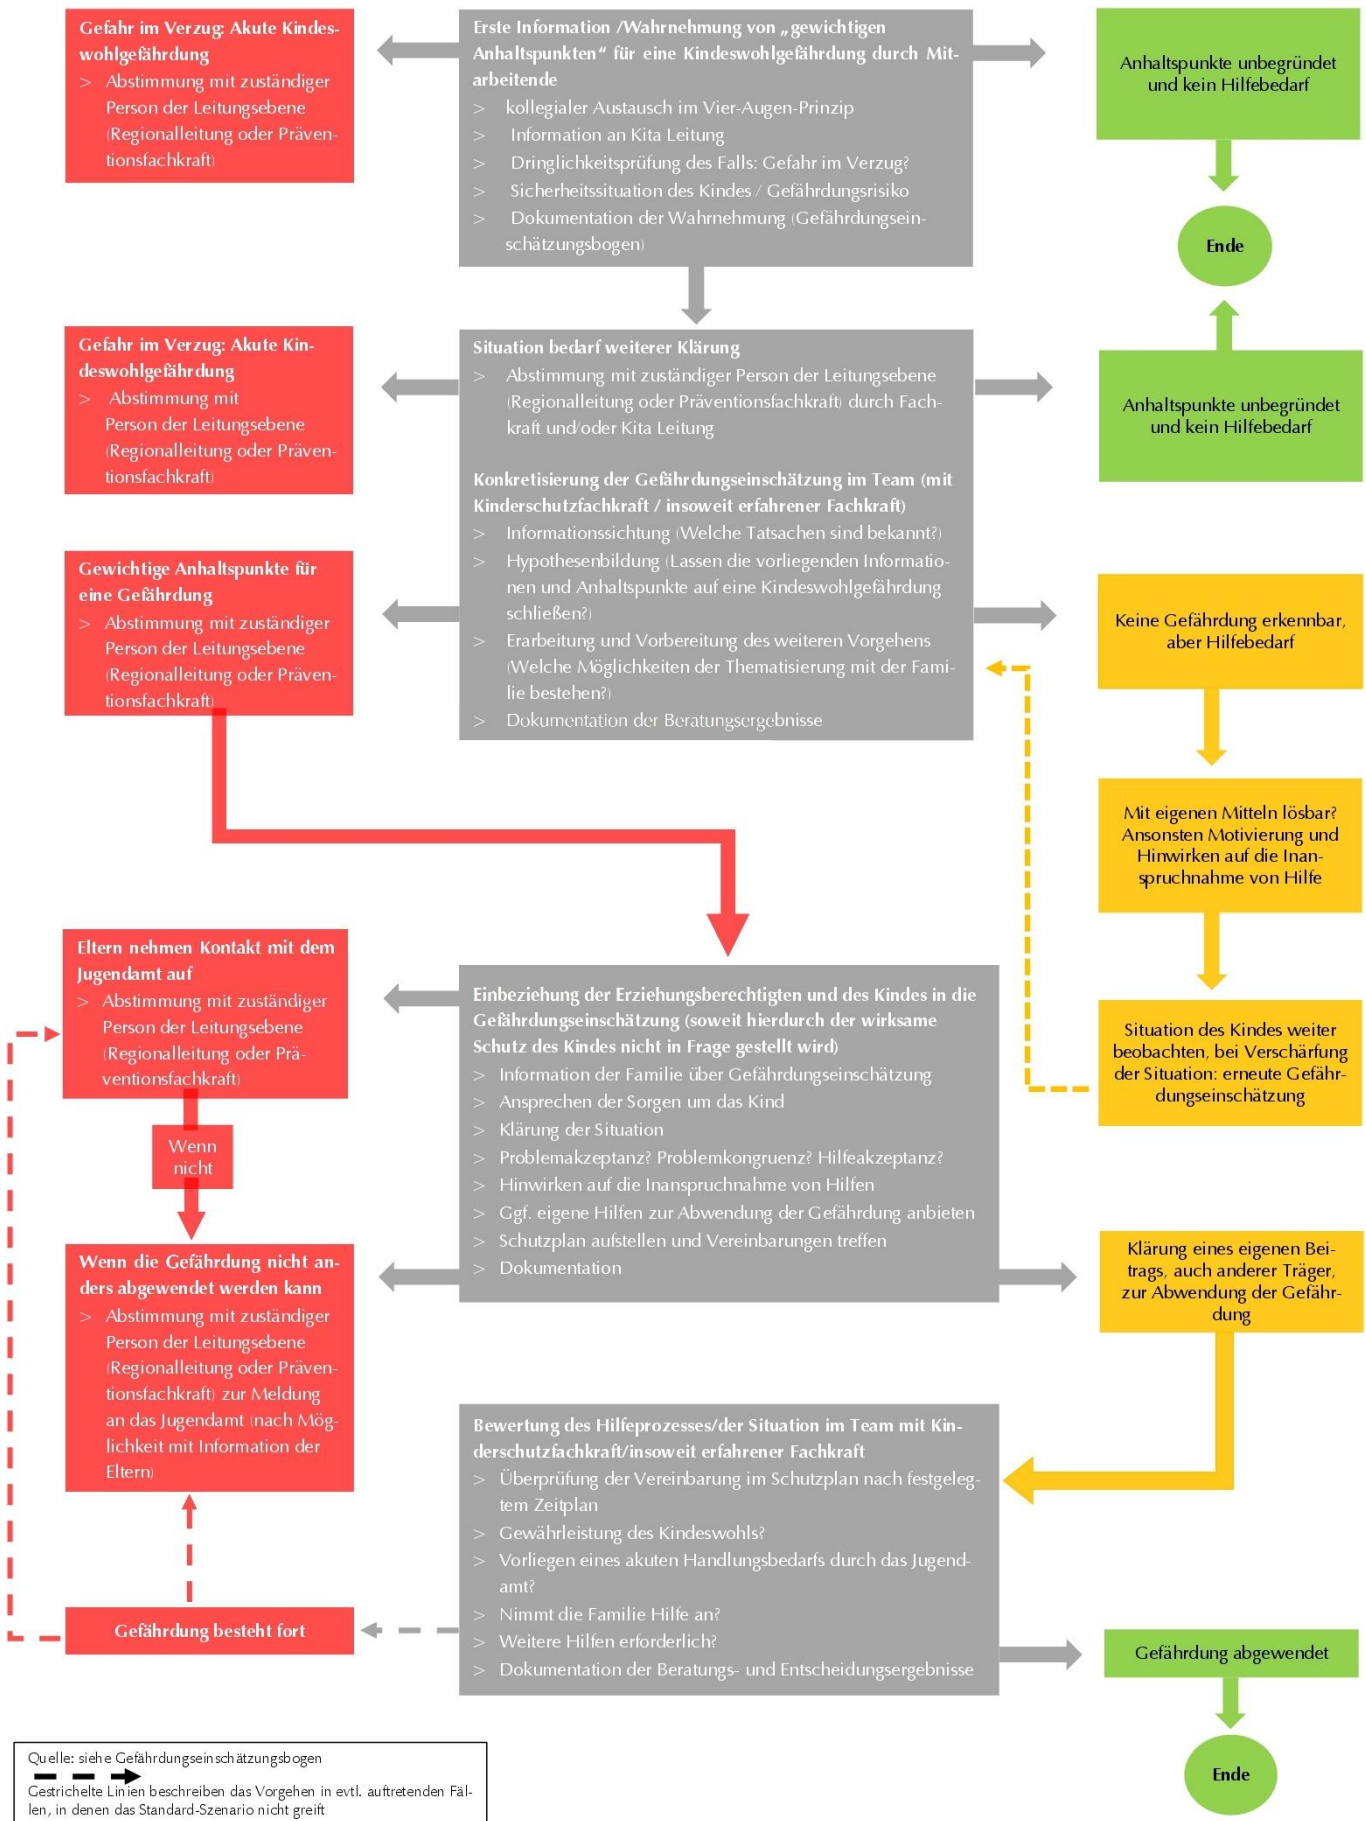 Gefahr im Verzug: Akute Kindes-
wohlgefährdung
> Abstimmung mit zuständiger
Person der Leitungsebene
(Regionalleitung oder Präven-
tionsfachkraft)
Erste Information /Wahrnehmung von „gewichtigen
Anhaltspunkten“ für eine Kindeswohlgefährdung durch Mit-
arbeitende
> kollegialer Austausch im Vier-Augen-Prinzip
> Information an Kita Leitung
> Dringlichkeitsprüfung des Falls: Gefahr im Verzug?
> Sicherheitssituation des Kindes / Gefährdungsrisiko
> Dokumentation der Wahrnehmung (Gefährdungsein-
schätzungsbogen)
Anhaltspunkte unbegründet
und kein Hilfebedarf
Ende
Gefahr im Verzug: Akute Kin-
deswohlgefährdung
> Abstimmung mit
Person der Leitungsebene
(Regionalleitung oder Präven-
tionsfachkraft)
Situation bedarf weiterer Klärung
> Abstimmung mit zuständiger Person der Leitungsebene
(Regionalleitung oder Präventionsfachkraft) durch Fach-
kraft und/oder Kita Leitung
Konkretisierung der Gefährdungseinschätzung im Team (mit
Kinderschutzfachkraft / insoweit erfahrener Fachkraft)
> Informationssichtung (Welche Tatsachen sind bekannt?)
> Hypothesenbildung (Lassen die vorliegenden Informatio-
nen und Anhaltspunkte auf eine Kindeswohlgefährdung
schließen?)
> Erarbeitung und Vorbereitung des weiteren Vorgehens
(Welche Möglichkeiten der Thematisierung mit der Fami-
lie bestehen?)
> Dokumentation der Beratungsergebnisse
Anhaltspunkte unbegründet
und kein Hilfebedarf
Gewichtige Anhaltspunkte für
eine Gefährdung
> Abstimmung mit zuständiger
Person der Leitungsebene
(Regionalleitung oder Präven-
tionsfachkraft)
Keine Gefährdung erkennbar,
aber Hilfebedarf
Mit eigenen Mitteln lösbar?
Ansonsten Motivierung und
Hinwirken auf die Inan-
spruchnahme von Hilfe
Situation des Kindes weiter
beobachten, bei Verschärfung
der Situation: erneute Gefähr-
dungseinschätzung
Eltern nehmen Kontakt mit dem
Jugendamt auf
> Abstimmung mit zuständiger
Person der Leitungsebene
(Regionalleitung oder Prä-
ventionsfachkraft)
Wenn
nicht
Einbeziehung der Erziehungsberechtigten und des Kindes in die
Gefährdungseinschätzung (soweit hierdurch der wirksame
Schutz des Kindes nicht in Frage gestellt wird)
> Information der Familie über Gefährdungseinschätzung
> Ansprechen der Sorgen um das Kind
> Klärung der Situation
> Problemakzeptanz? Problemkongruenz? Hilfeakzeptanz?
> Hinwirken auf die Inanspruchnahme von Hilfen
> Ggf. eigene Hilfen zur Abwendung der Gefährdung anbieten
> Schutzplan aufstellen und Vereinbarungen treffen
> Dokumentation
Wenn die Gefährdung nicht an-
ders abgewendet werden kann
> Abstimmung mit zuständiger
Person der Leitungsebene
(Regionalleitung oder Präven-
tionsfachkraft) zur Meldung
an das Jugendamt (nach Mög-
lichkeit mit Information der
Eltern)
Klärung eines eigenen Bei-
trags, auch anderer Träger,
zur Abwendung der Gefähr-
dung
Bewertung des Hilfeprozesses/der Situation im Team mit Kin-
derschutzfachkraft/insoweit erfahrener Fachkraft
> Überprüfung der Vereinbarung im Schutzplan nach festgeleg-
tem Zeitplan
> Gewährleistung des Kindeswohls?
> Vorliegen eines akuten Handlungsbedarfs durch das Jugend-
amt?
> Nimmt die Familie Hilfe an?
> Weitere Hilfen erforderlich?
> Dokumentation der Beratungs- und Entscheidungsergebnisse
Gefährdung besteht fort
Gefährdung abgewendet
Ende
Quelle: siehe Gefährdungseinschätzungsbogen
Gestrichelte Linien beschreiben das Vorgehen in evtl. auftretenden Fäl-
len, in denen das Standard-Szenario nicht greift